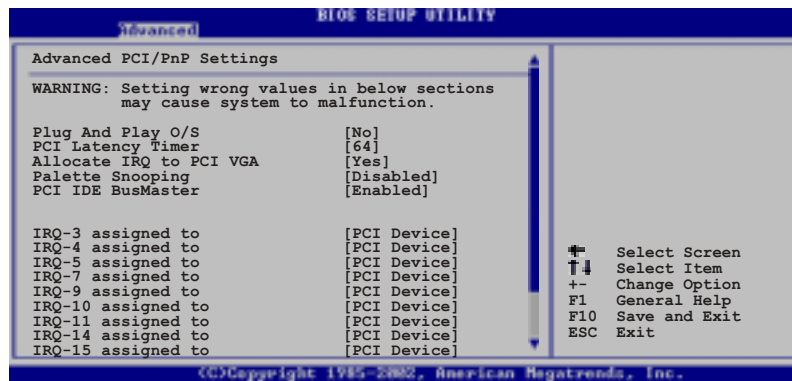 BIOS SETUP UTILITY
Advanced
Advanced PCI/PnP Settings
WARNING: Setting wrong values in below sections
may cause system to malfunction.
Plug And Play O/S [No]
PCI Latency Timer [64]
Allocate IRQ to PCI VGA [Yes]
Palette Snooping [Disabled]
PCI IDE BusMaster [Enabled]
IRQ-3 assigned to [PCI Device]
IRQ-4 assigned to [PCI Device]
IRQ-5 assigned to [PCI Device]
IRQ-7 assigned to [PCI Device]
IRQ-9 assigned to [PCI Device]
IRQ-10 assigned to [PCI Device]
IRQ-11 assigned to [PCI Device]
IRQ-14 assigned to [PCI Device]
IRQ-15 assigned to [PCI Device]
Select Screen
↑↓ Select Item
+- Change Option
F1 General Help
F10 Save and Exit
ESC Exit
(C)Copyright 1985-2002, American Megatrends, Inc.